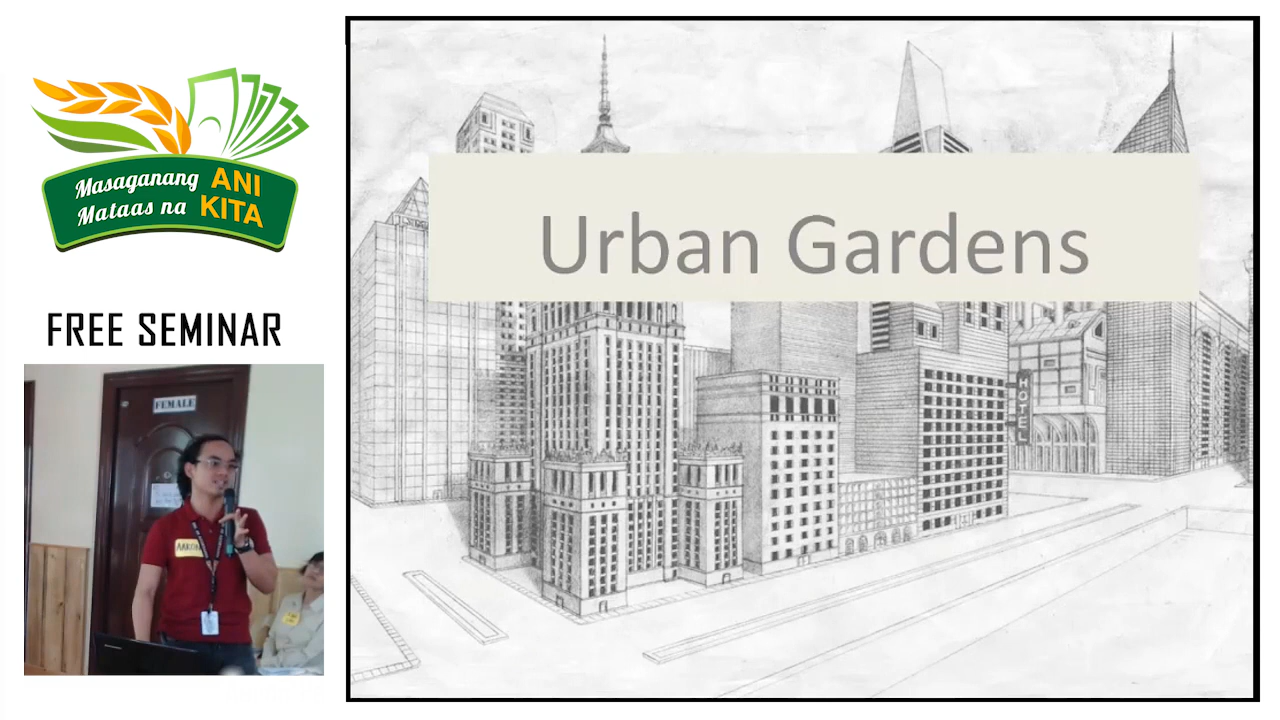 Masaganang ANI
Mataas na KITA
FREE SEMINAR
FEMALE
Urban Gardens
HOTEL